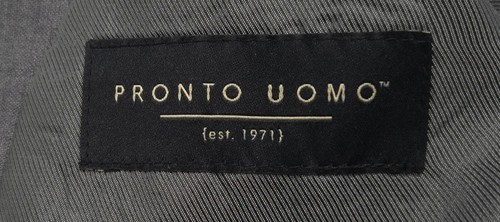 PRONTO UOMO™
{est. 1971}